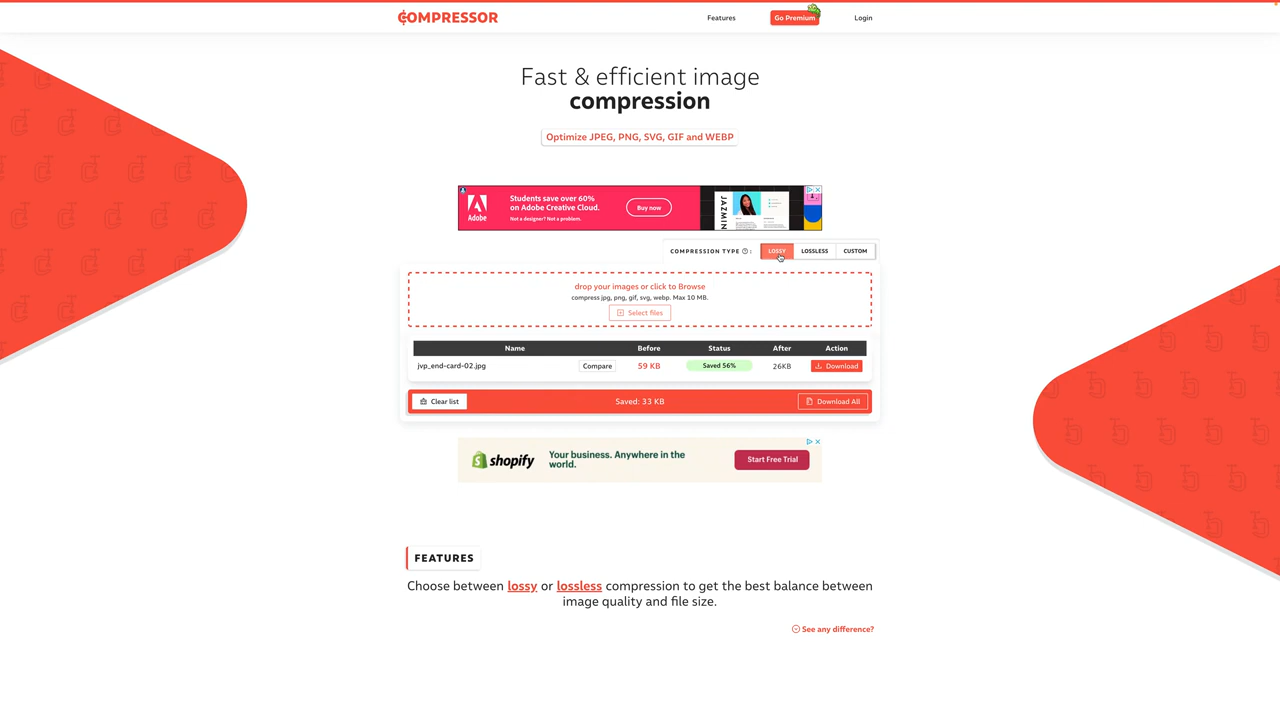 COMPRESSOR
Features
Go Premium
Login
Fast & efficient image
compression
Optimize JPEG, PNG, SVG, GIF and WEBP
Adobe
Students save over 60%
on Adobe Creative Cloud.
Not a designer? Not a problem.
Buy now
COMPRESSION TYPE ? :
LOSSY
LOSSLESS
CUSTOM
drop your images or click to Browse
compress jpg, png, gif, svg, webp. Max 10 MB.
Select files
Name Before Status After Action
jvp_end-card-02.jpg Compare 59 KB Saved 56% 26KB Download
Clear list Saved: 33 KB Download All
shopify
Your business. Anywhere in the
world.
Start Free Trial
FEATURES
Choose between lossy or lossless compression to get the best balance between
image quality and file size.
See any difference?